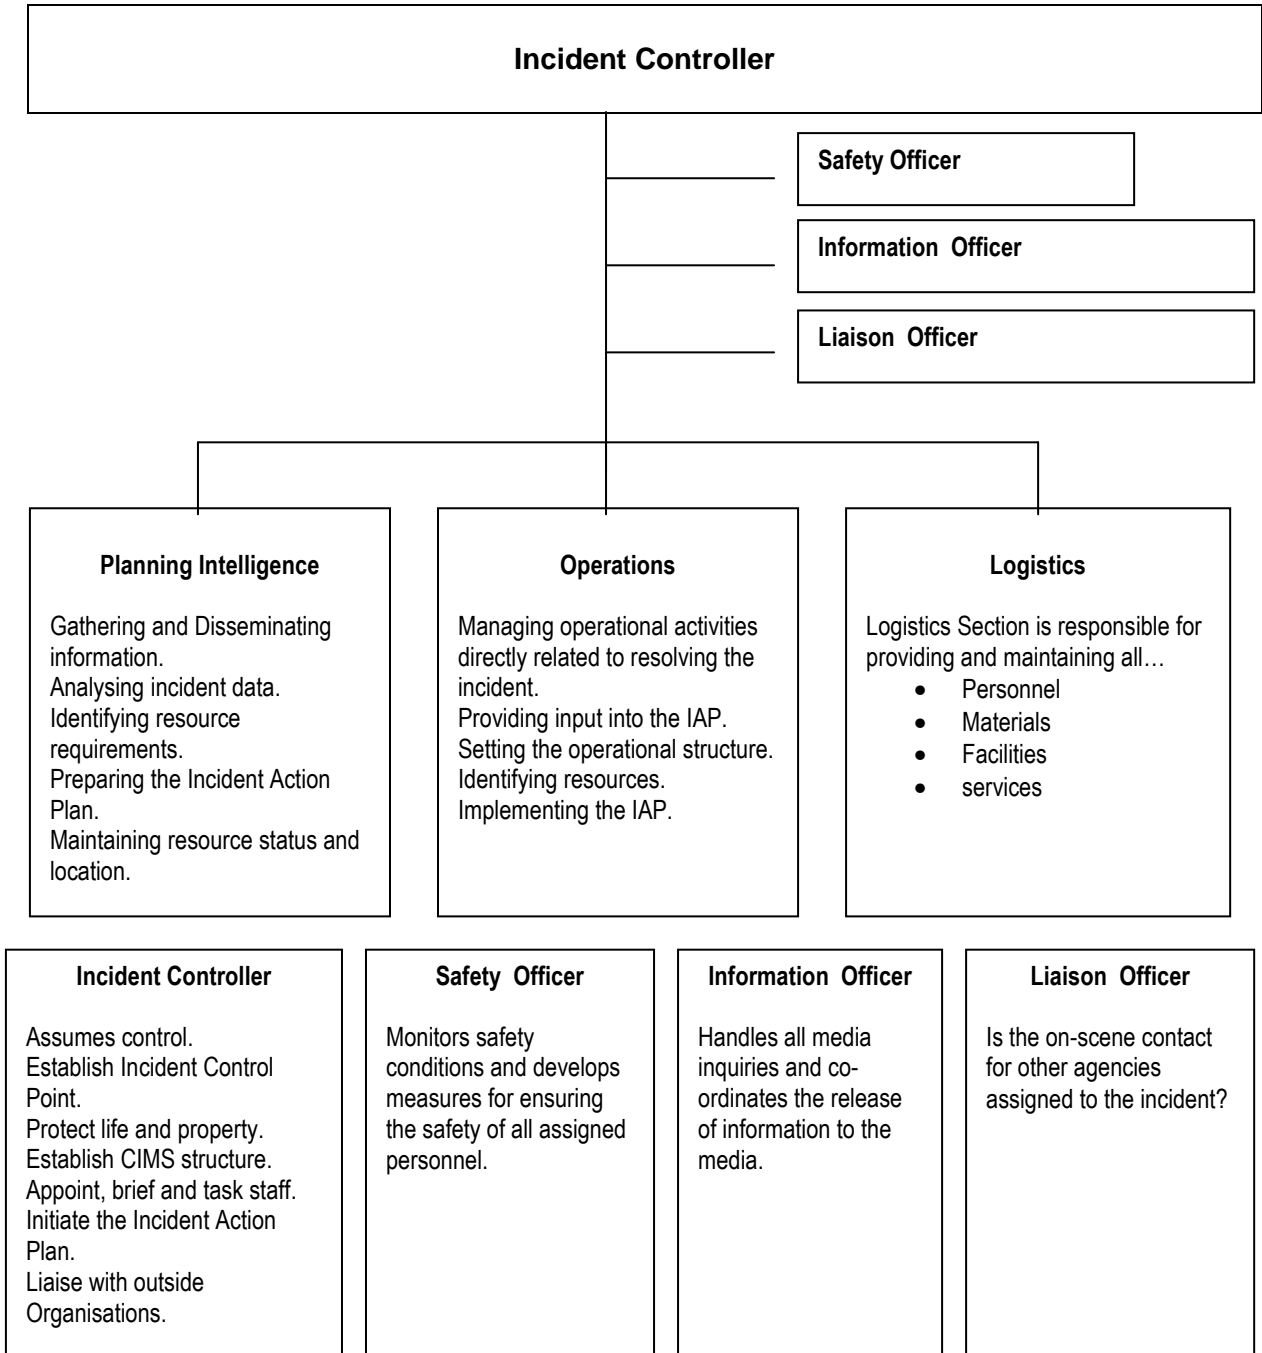 Incident Controller
Safety Officer
Information Officer
Liaison Officer
Planning Intelligence
Gathering and Disseminating
information.
Analysing incident data.
Identifying resource
requirements.
Preparing the Incident Action
Plan.
Maintaining resource status and
location.
Operations
Managing operational activities
directly related to resolving the
incident.
Providing input into the IAP.
Setting the operational structure.
Identifying resources.
Implementing the IAP.
Logistics
Logistics Section is responsible for
providing and maintaining all…
• Personnel
• Materials
• Facilities
• services
Incident Controller
Assumes control.
Establish Incident Control
Point.
Protect life and property.
Establish CIMS structure.
Appoint, brief and task staff.
Initiate the Incident Action
Plan.
Liaise with outside
Organisations.
Safety Officer
Monitors safety
conditions and develops
measures for ensuring
the safety of all assigned
personnel.
Information Officer
Handles all media
inquiries and co-
ordinates the release
of information to the
media.
Liaison Officer
Is the on-scene contact
for other agencies
assigned to the incident?